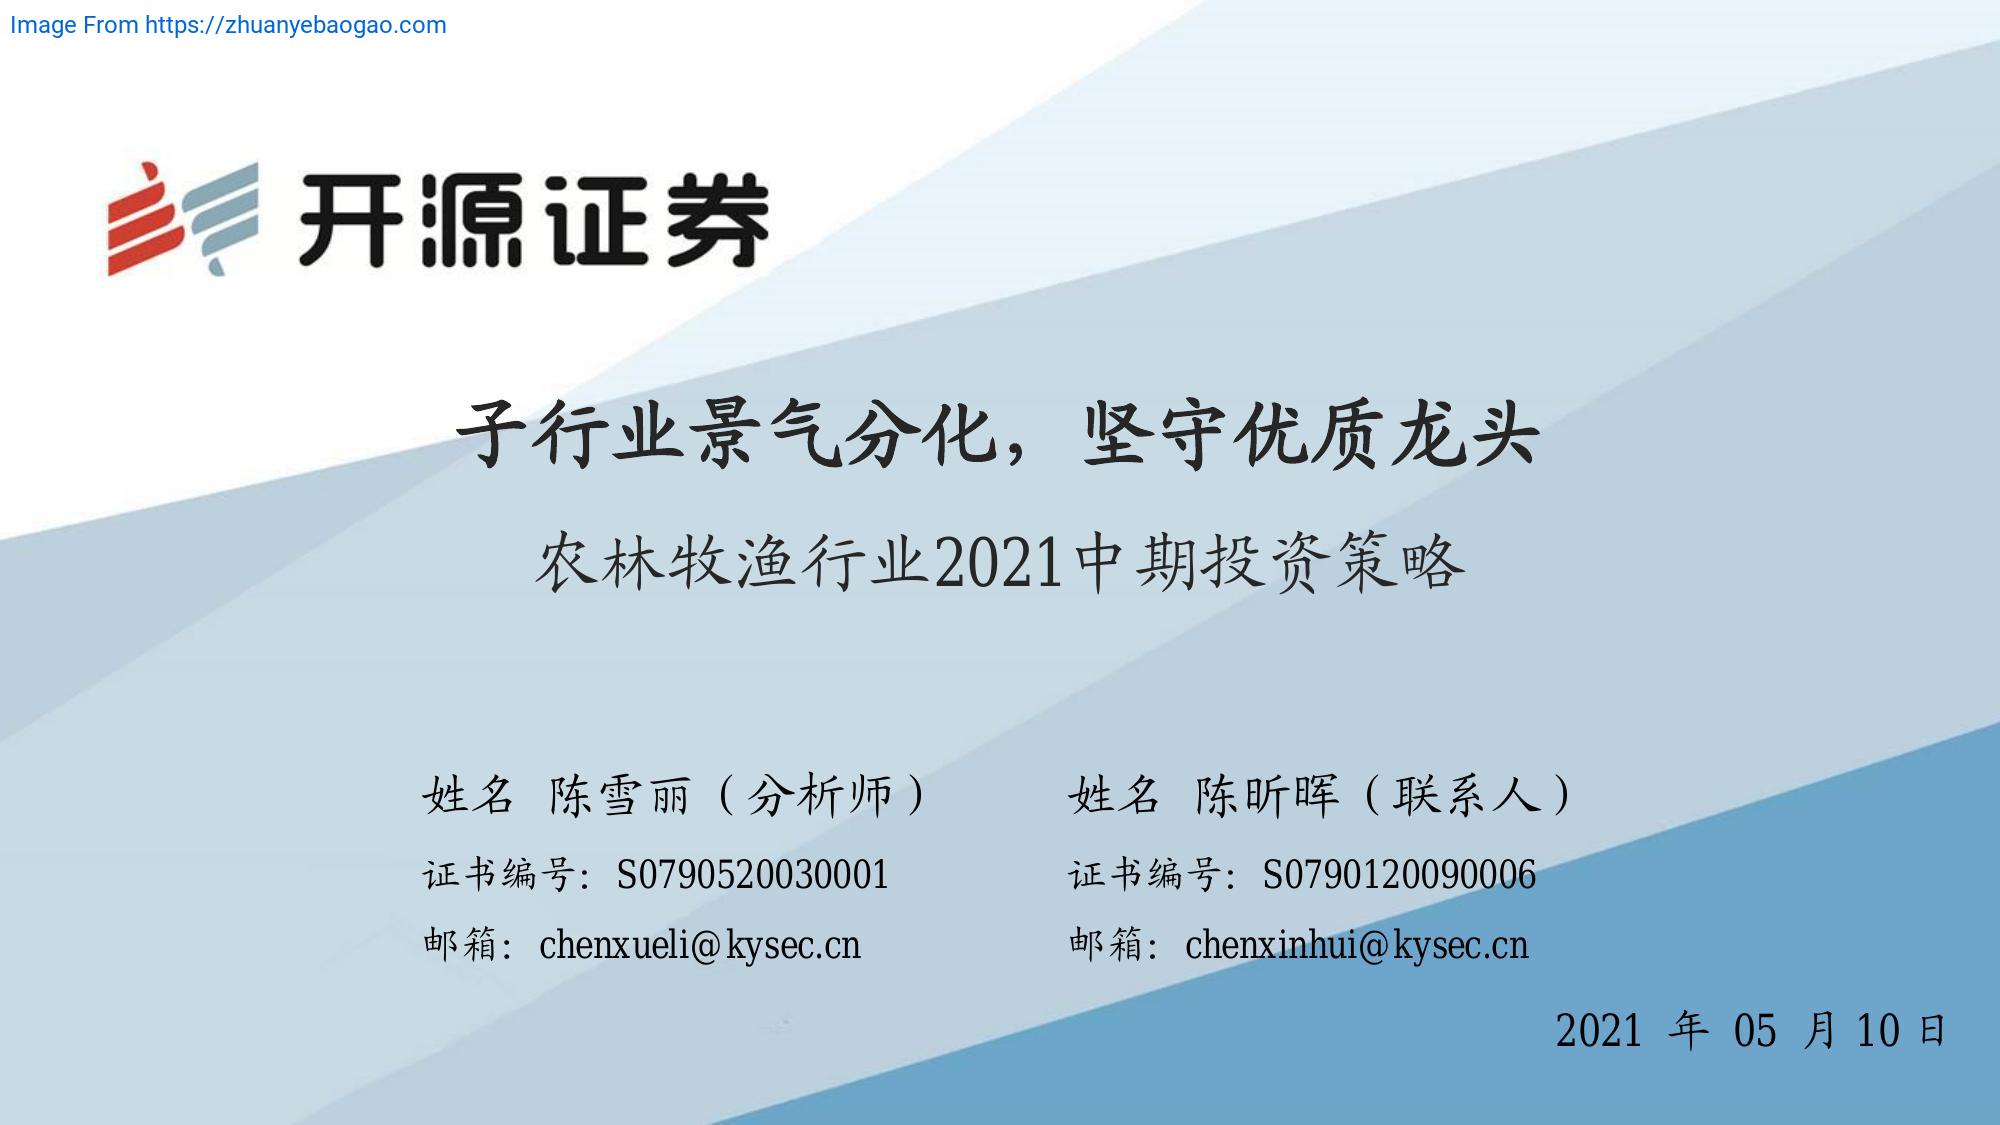 Image From https://zhuanyebaogao.com
开源证券
子行业景气分化，坚守优质龙头
农林牧渔行业2021中期投资策略
姓名 陈雪丽（分析师）
证书编号：S0790520030001
邮箱：chenxueli@kysec.cn
姓名 陈昕晖（联系人）
证书编号：S0790120090006
邮箱：chenxinhui@kysec.cn
2021 年 05 月 10 日